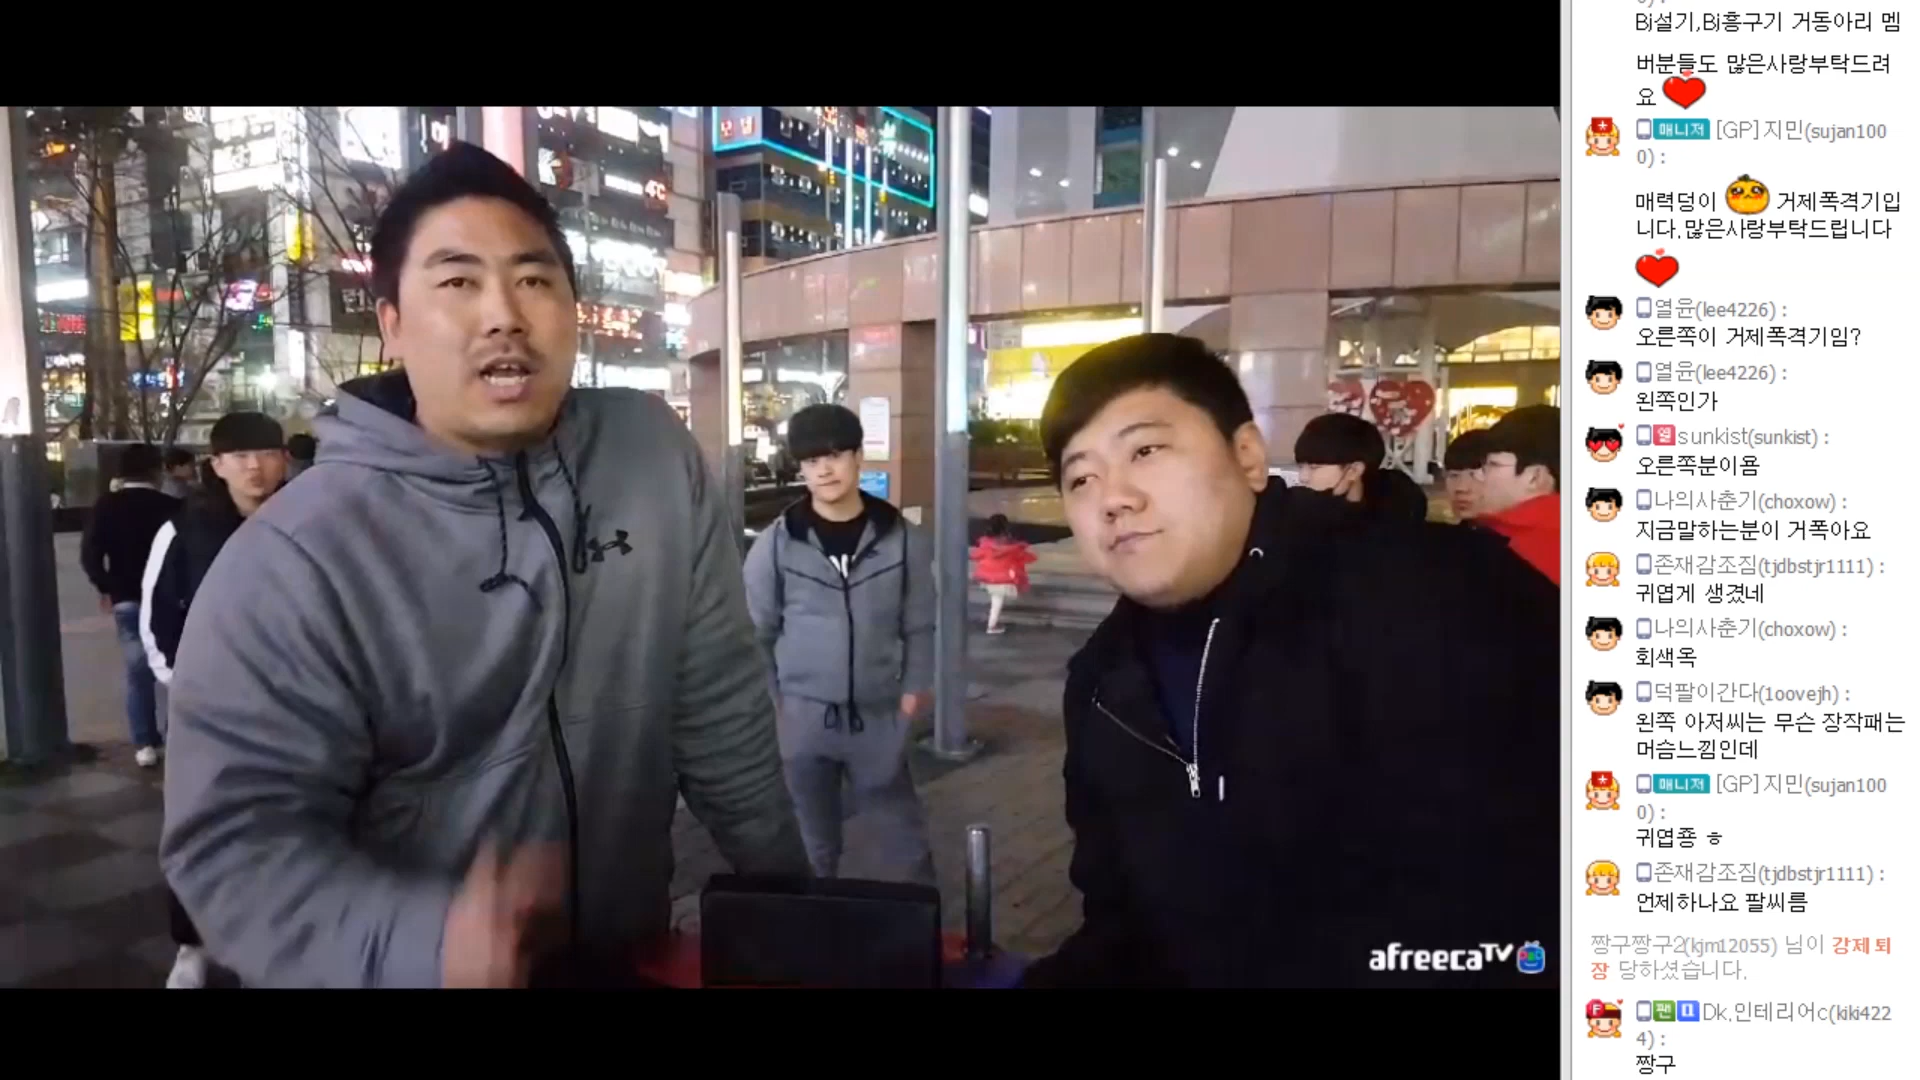 모텔
afreecaTV
Bj설기,Bj흥구기 거동아리 멤
버분들도 많은사랑부탁드려
요
매니저 [GP]지민(sujan100
0) :
매력덩이 거제폭격기입
니다.많은사랑부탁드립니다
열윤(lee4226) :
오른쪽이 거제폭격기임?
열윤(lee4226) :
왼쪽인가
열 sunkist(sunkist) :
오른쪽분이욤
나의사춘기(choxow) :
지금말하는분이 거폭아요
존재감조짐(tjdbstjr1111) :
귀엽게 생겼네
나의사춘기(choxow) :
회색옥
덕팔이간다(1oovejh) :
왼쪽 아저씨는 무슨 장작패는
머슴느낌인데
매니저 [GP]지민(sujan100
0) :
귀엽죵 ㅎ
존재감조짐(tjdbstjr1111) :
언제하나요 팔씨름
짱구짱구2(kjm12055) 님이 강제 퇴
장 당하셨습니다.
팬 Dk.인테리어c(kiki422
4) :
짱구